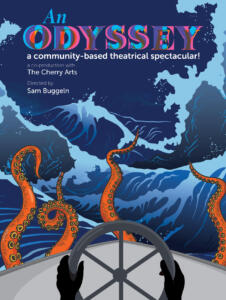 An
ODYSSEY
a community-based theatrical spectacular!
a co-production with
The Cherry Arts
Directed by
Sam Buggeln